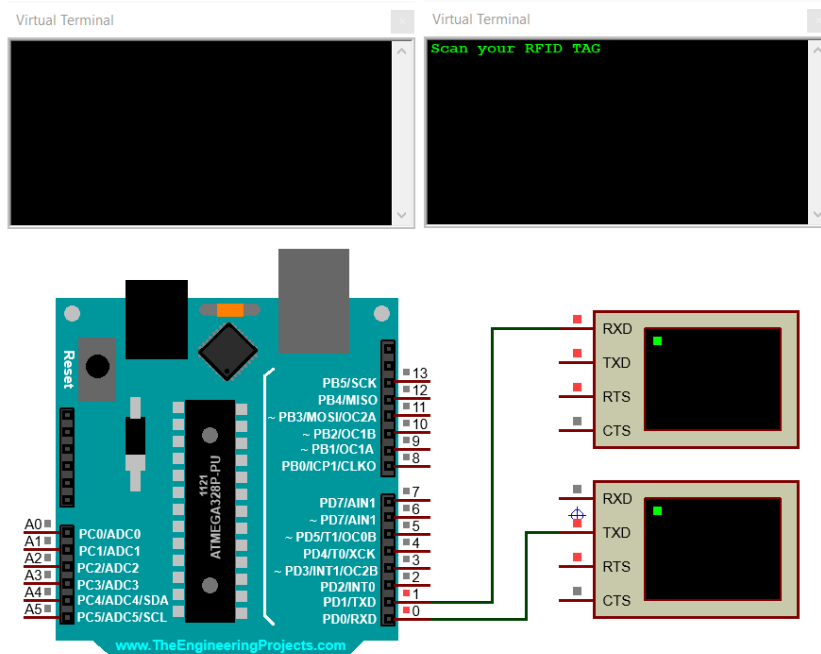 Virtual Terminal
Virtual Terminal
Scan your RFID TAG
Reset
1121
ATMEGA328P-PU
PB5/SCK
PB4/MISO
~ PB3/MOSI/OC2A
~ PB2/OC1B
~ PB1/OC1A
PB0/ICP1/CLKO
13
12
11
10
9
8
PD7/AIN1
~ PD7/AIN1
~ PD5/T1/OC0B
PD4/T0/XCK
~ PD3/INT1/OC2B
PD2/INT0
PD1/TXD
PD0/RXD
7
6
5
4
3
2
1
0
A0
A1
A2
A3
A4
A5
PC0/ADC0
PC1/ADC1
PC2/ADC2
PC3/ADC3
PC4/ADC4/SDA
PC5/ADC5/SCL
www.TheEngineeringProjects.com
RXD
TXD
RTS
CTS
RXD
TXD
RTS
CTS